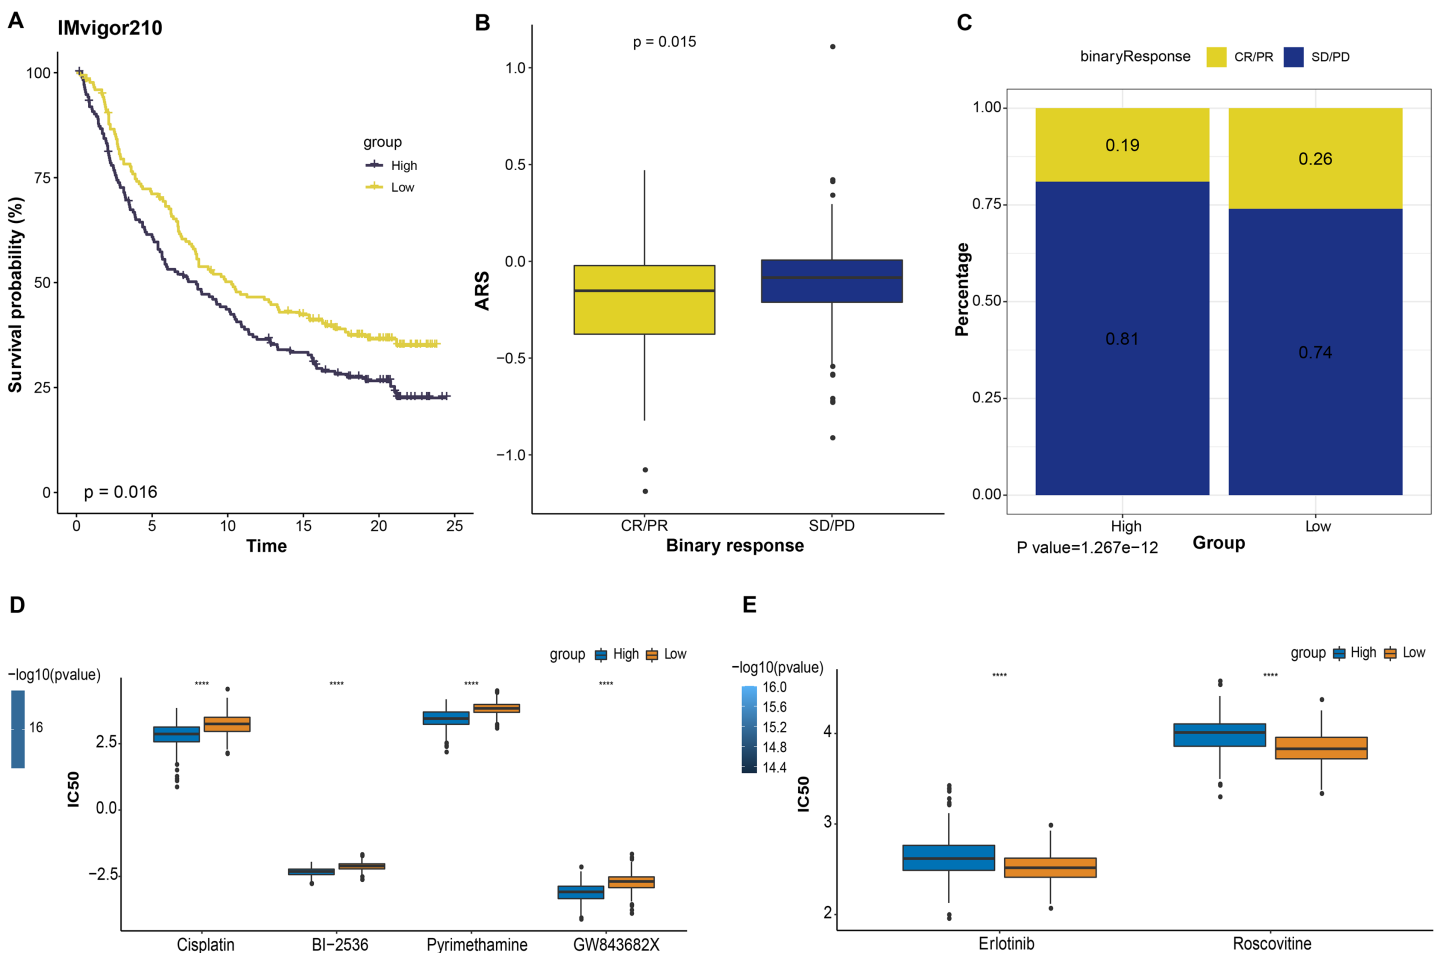 A
IMvigor210
Survival probability (%)
100
75
50
25
0
group
High
Low
p = 0.016
0 5 10 15 20 25
Time
B
p = 0.015
ARS
1.0
0.5
0.0
−0.5
−1.0
CR/PR SD/PD
Binary response
C
binaryResponse CR/PR SD/PD
Percentage
1.00
0.75
0.50
0.25
0.00
0.19
0.26
0.81
0.74
High Low
P value=1.267e−12
Group
D
−log10(pvalue)
16
group High Low
IC50
2.5
0.0
−2.5
**** **** **** ****
Cisplatin BI−2536 Pyrimethamine GW843682X
E
−log10(pvalue)
16.0
15.6
15.2
14.8
14.4
group High Low
IC50
4
3
2
**** ****
Erlotinib Roscovitine